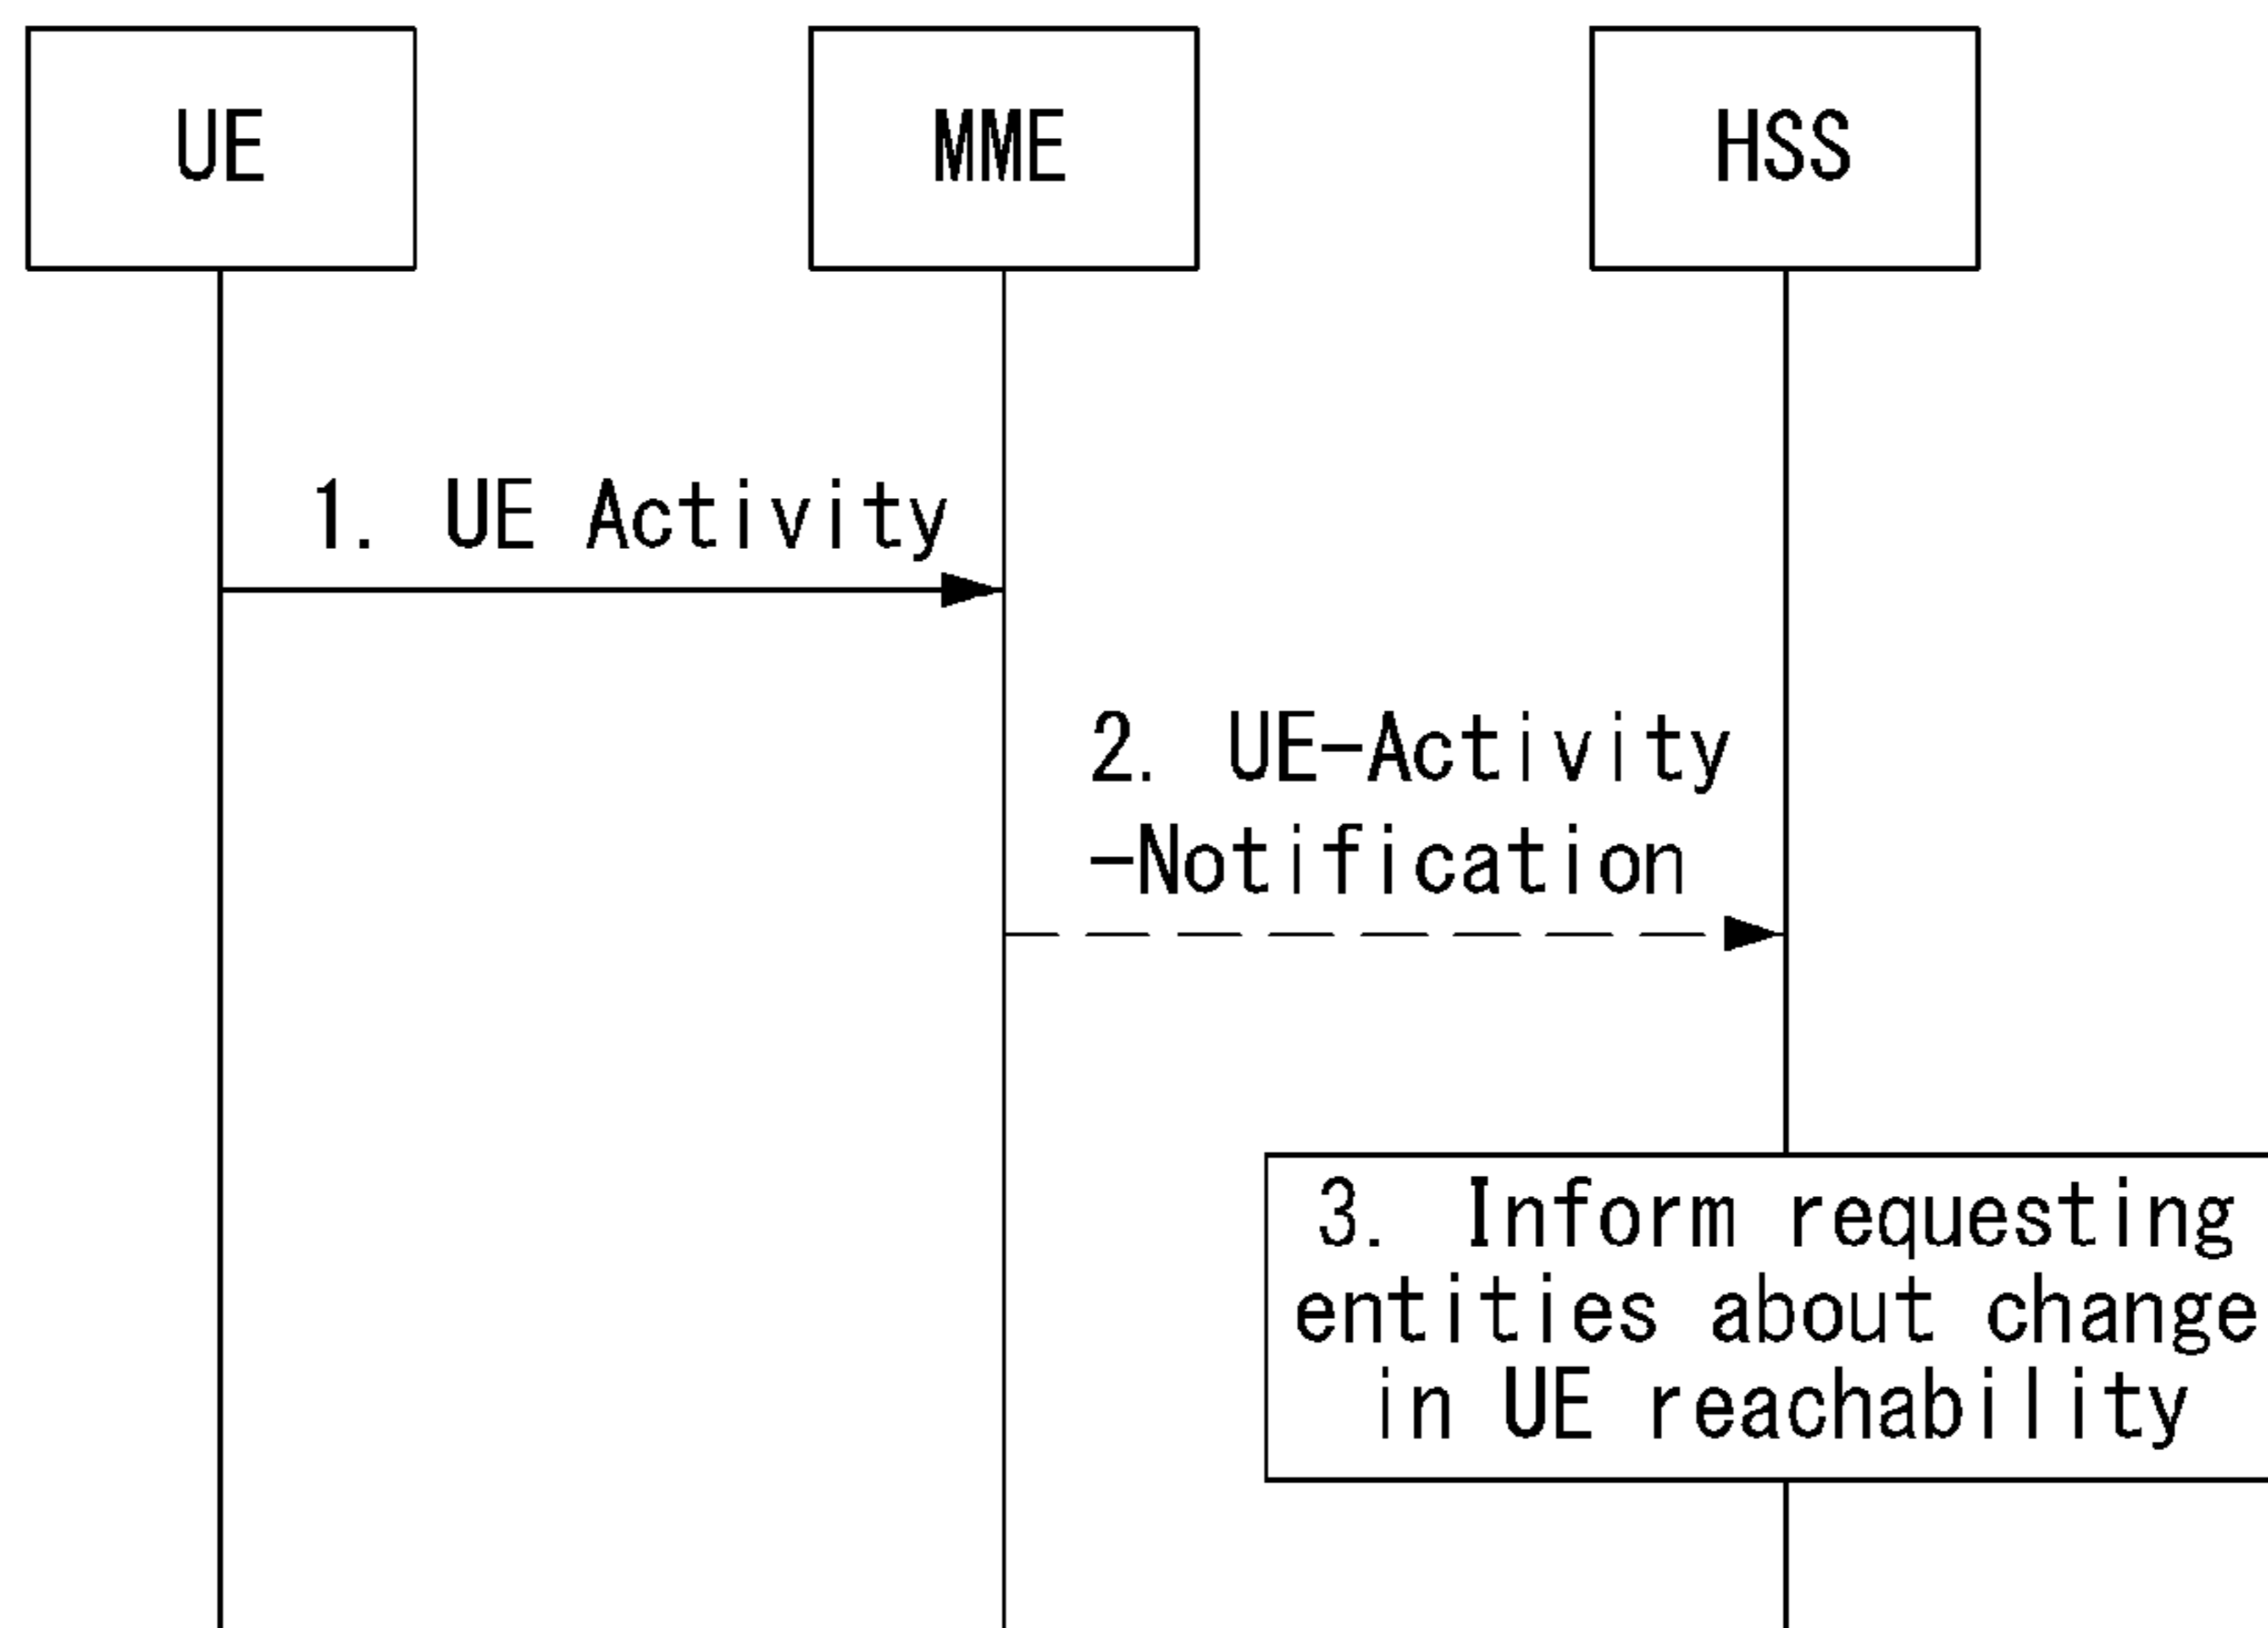 UE
MME
HSS
1. UE Activity
2. UE-Activity
-Notification
3. Inform requesting
entities about change
in UE reachability